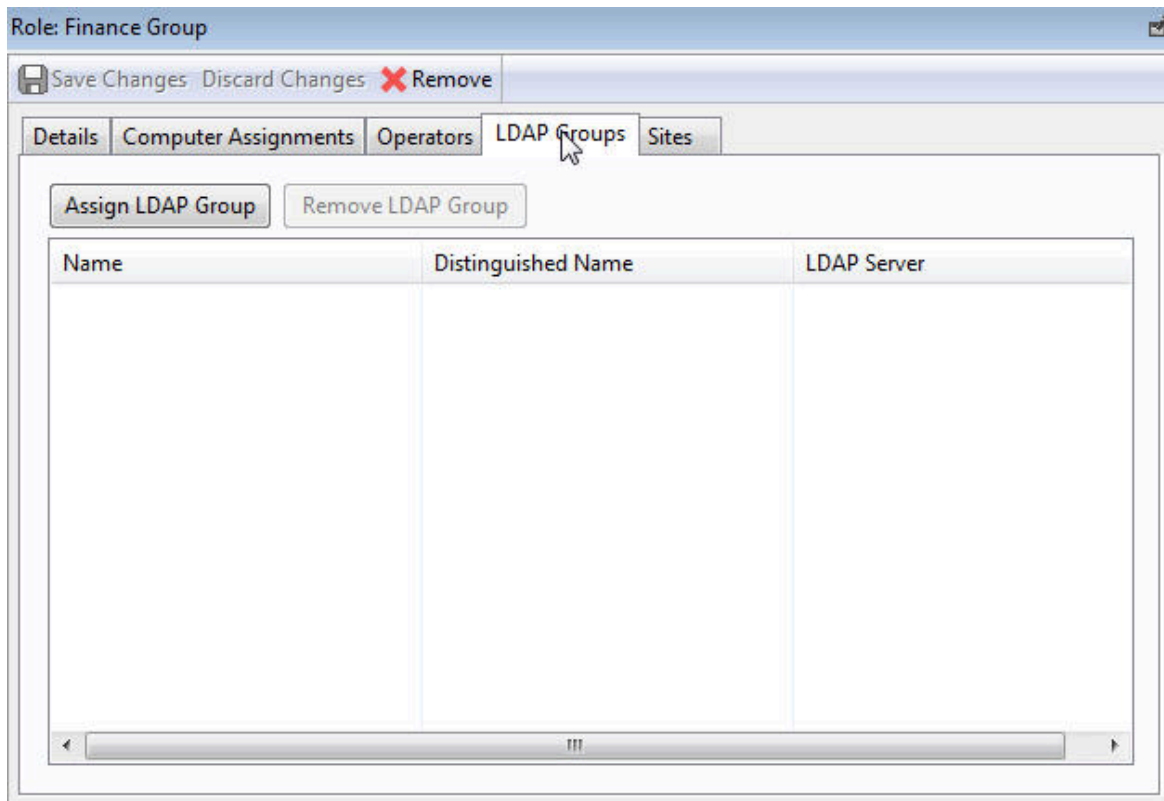 Role: Finance Group
Save Changes Discard Changes Remove
Details Computer Assignments Operators LDAP Groups Sites
Assign LDAP Group Remove LDAP Group
Name Distinguished Name LDAP Server